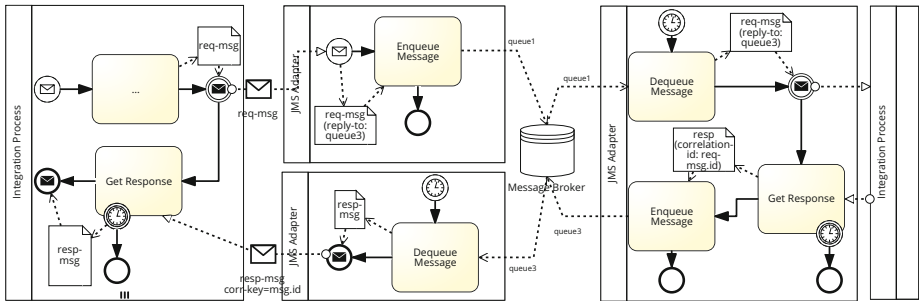 Integration Process
req-msg
...
Get Response
resp-
msg
req-msg
resp-msg
corr-key=msg.id
JMS Adapter
Enqueue
Message
req-msg
(reply-to:
queue3)
JMS Adapter
resp-
msg
Dequeue
Message
queue1
queue1
Message Broker
queue3
queue3
JMS Adapter
Dequeue
Message
req-msg
(reply-to:
queue3)
resp
(correlation-
id: req-
msg.id)
Enqueue
Message
Get Response
Integration Process